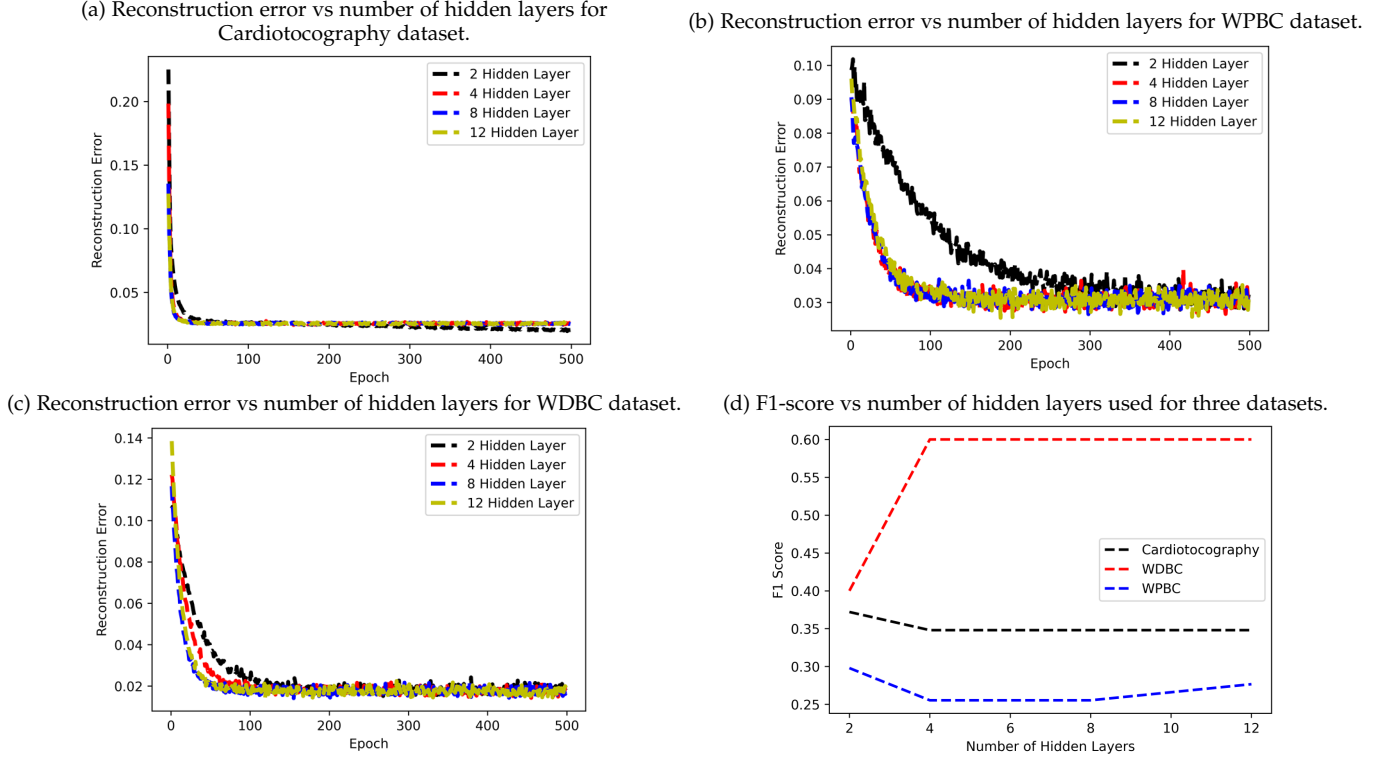 (a) Reconstruction error vs number of hidden layers for
Cardiotocography dataset.
0.20
0.15
0.10
0.05
Reconstruction Error
2 Hidden Layer
4 Hidden Layer
8 Hidden Layer
12 Hidden Layer
0 100 200 300 400 500
Epoch
(b) Reconstruction error vs number of hidden layers for WPBC dataset.
0.10
0.09
0.08
0.07
0.06
0.05
0.04
0.03
Reconstruction Error
2 Hidden Layer
4 Hidden Layer
8 Hidden Layer
12 Hidden Layer
0 100 200 300 400 500
Epoch
(c) Reconstruction error vs number of hidden layers for WDBC dataset.
0.14
0.12
0.10
0.08
0.06
0.04
0.02
Reconstruction Error
2 Hidden Layer
4 Hidden Layer
8 Hidden Layer
12 Hidden Layer
0 100 200 300 400 500
Epoch
(d) F1-score vs number of hidden layers used for three datasets.
0.60
0.55
0.50
0.45
0.40
0.35
0.30
0.25
F1 Score
Cardiotocography
WDBC
WPBC
2 4 6 8 10 12
Number of Hidden Layers